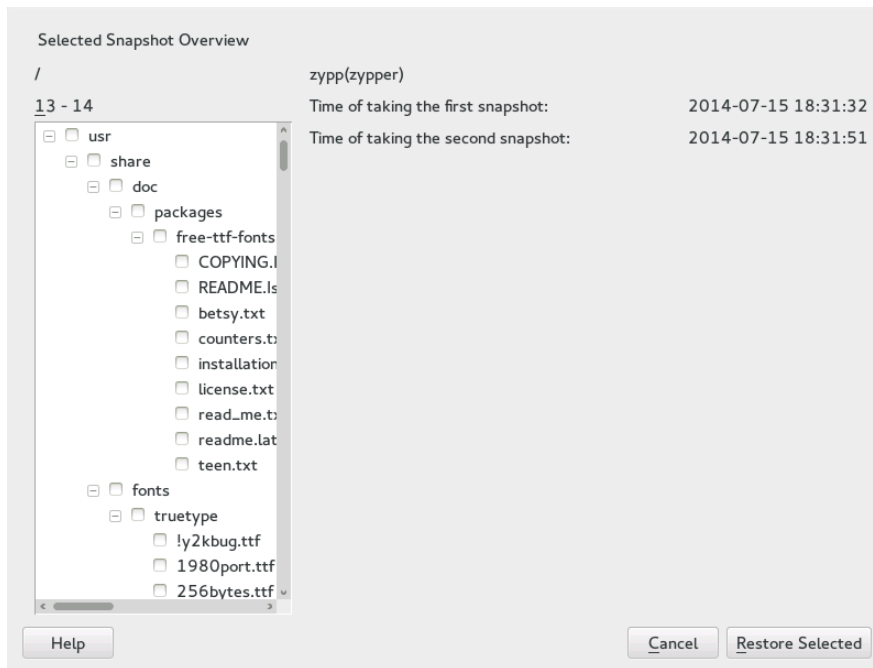 Selected Snapshot Overview
/
zypp(zypper)
13 - 14
Time of taking the first snapshot: 2014-07-15 18:31:32
Time of taking the second snapshot: 2014-07-15 18:31:51
usr
share
doc
packages
free-ttf-fonts
COPYING.
README.
betsy.txt
counters.t
installation
license.txt
read_me.t
readme.lat
teen.txt
fonts
truetype
!y2kbug.ttf
1980port.ttf
256bytes.ttf
Help
Cancel
Restore Selected